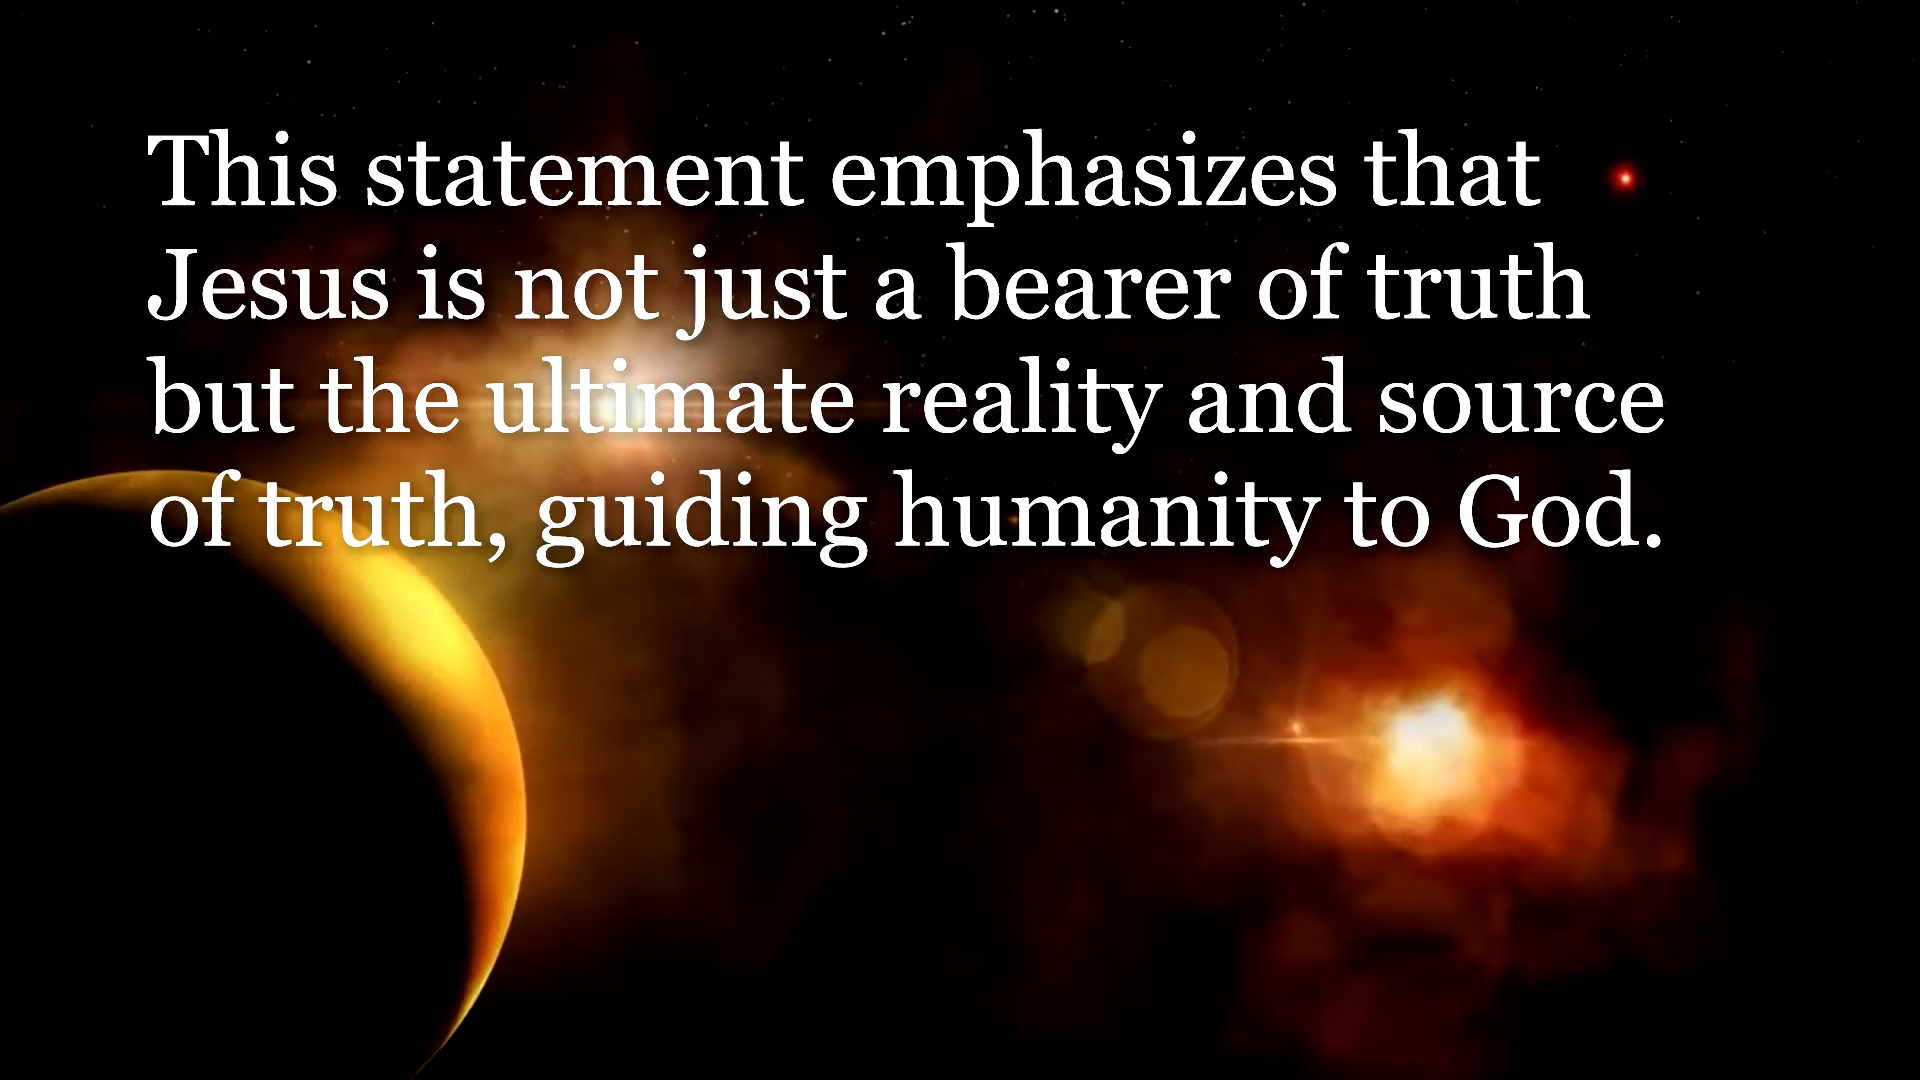 This statement emphasizes that
Jesus is not just a bearer of truth
but the ultimate reality and source
of truth, guiding humanity to God.